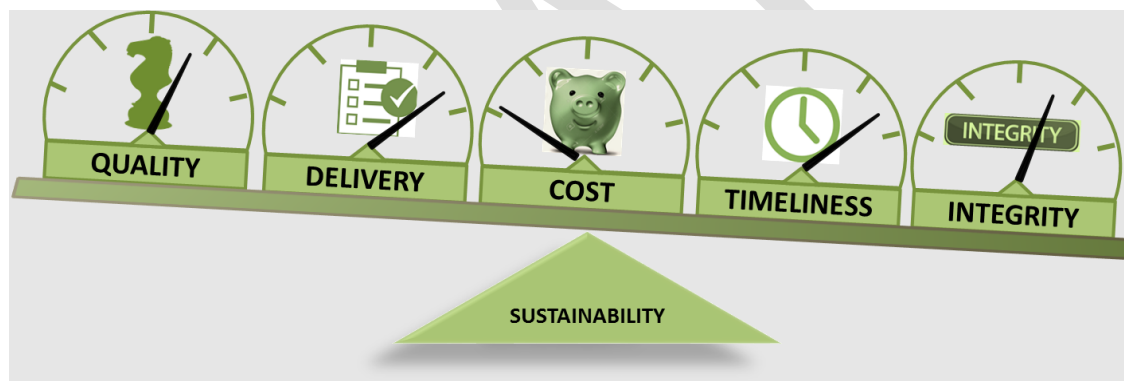 INTEGRITY
QUALITY
DELIVERY
COST
TIMELINESS
INTEGRITY
SUSTAINABILITY